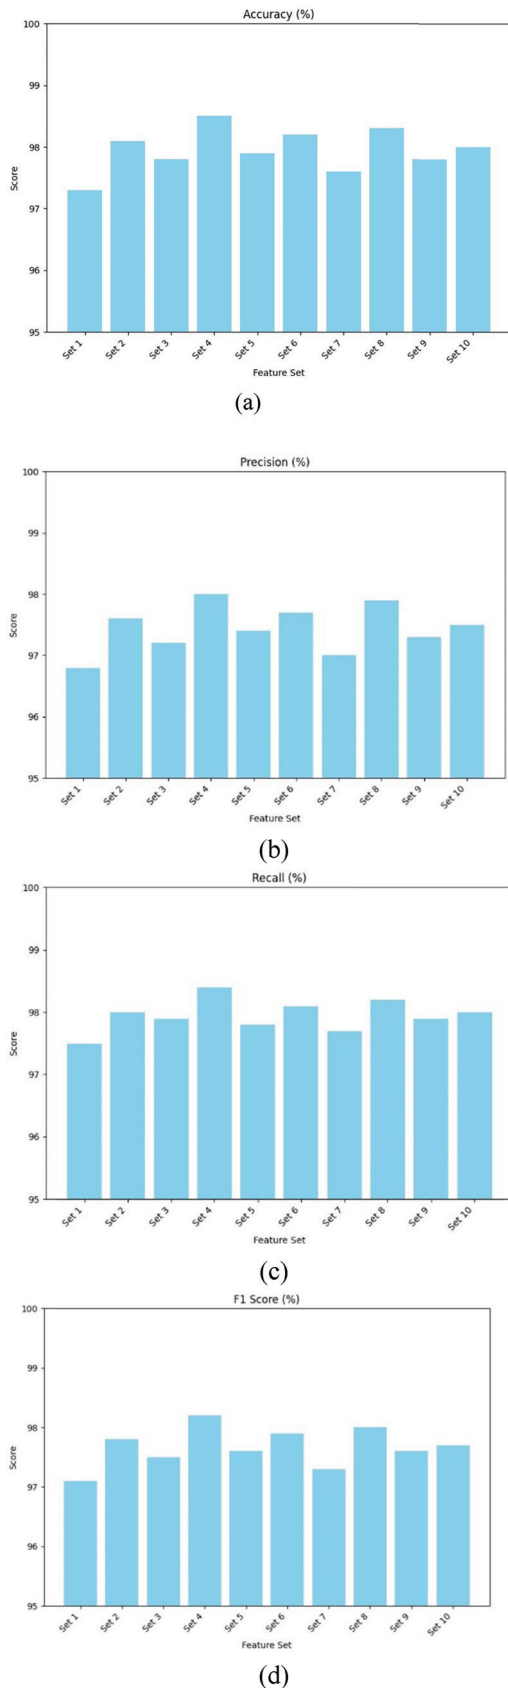 Accuracy (%)
100
99
98
97
96
95
Score
Set 1 Set 2 Set 3 Set 4 Set 5 Set 6 Set 7 Set 8 Set 9 Set 10
Feature Set
(a)
Precision (%)
100
99
98
97
96
95
Score
Set 1 Set 2 Set 3 Set 4 Set 5 Set 6 Set 7 Set 8 Set 9 Set 10
Feature Set
(b)
Recall (%)
100
99
98
97
96
95
Score
Set 1 Set 2 Set 3 Set 4 Set 5 Set 6 Set 7 Set 8 Set 9 Set 10
Feature Set
(c)
F1 Score (%)
100
99
98
97
96
95
Score
Set 1 Set 2 Set 3 Set 4 Set 5 Set 6 Set 7 Set 8 Set 9 Set 10
Feature Set
(d)